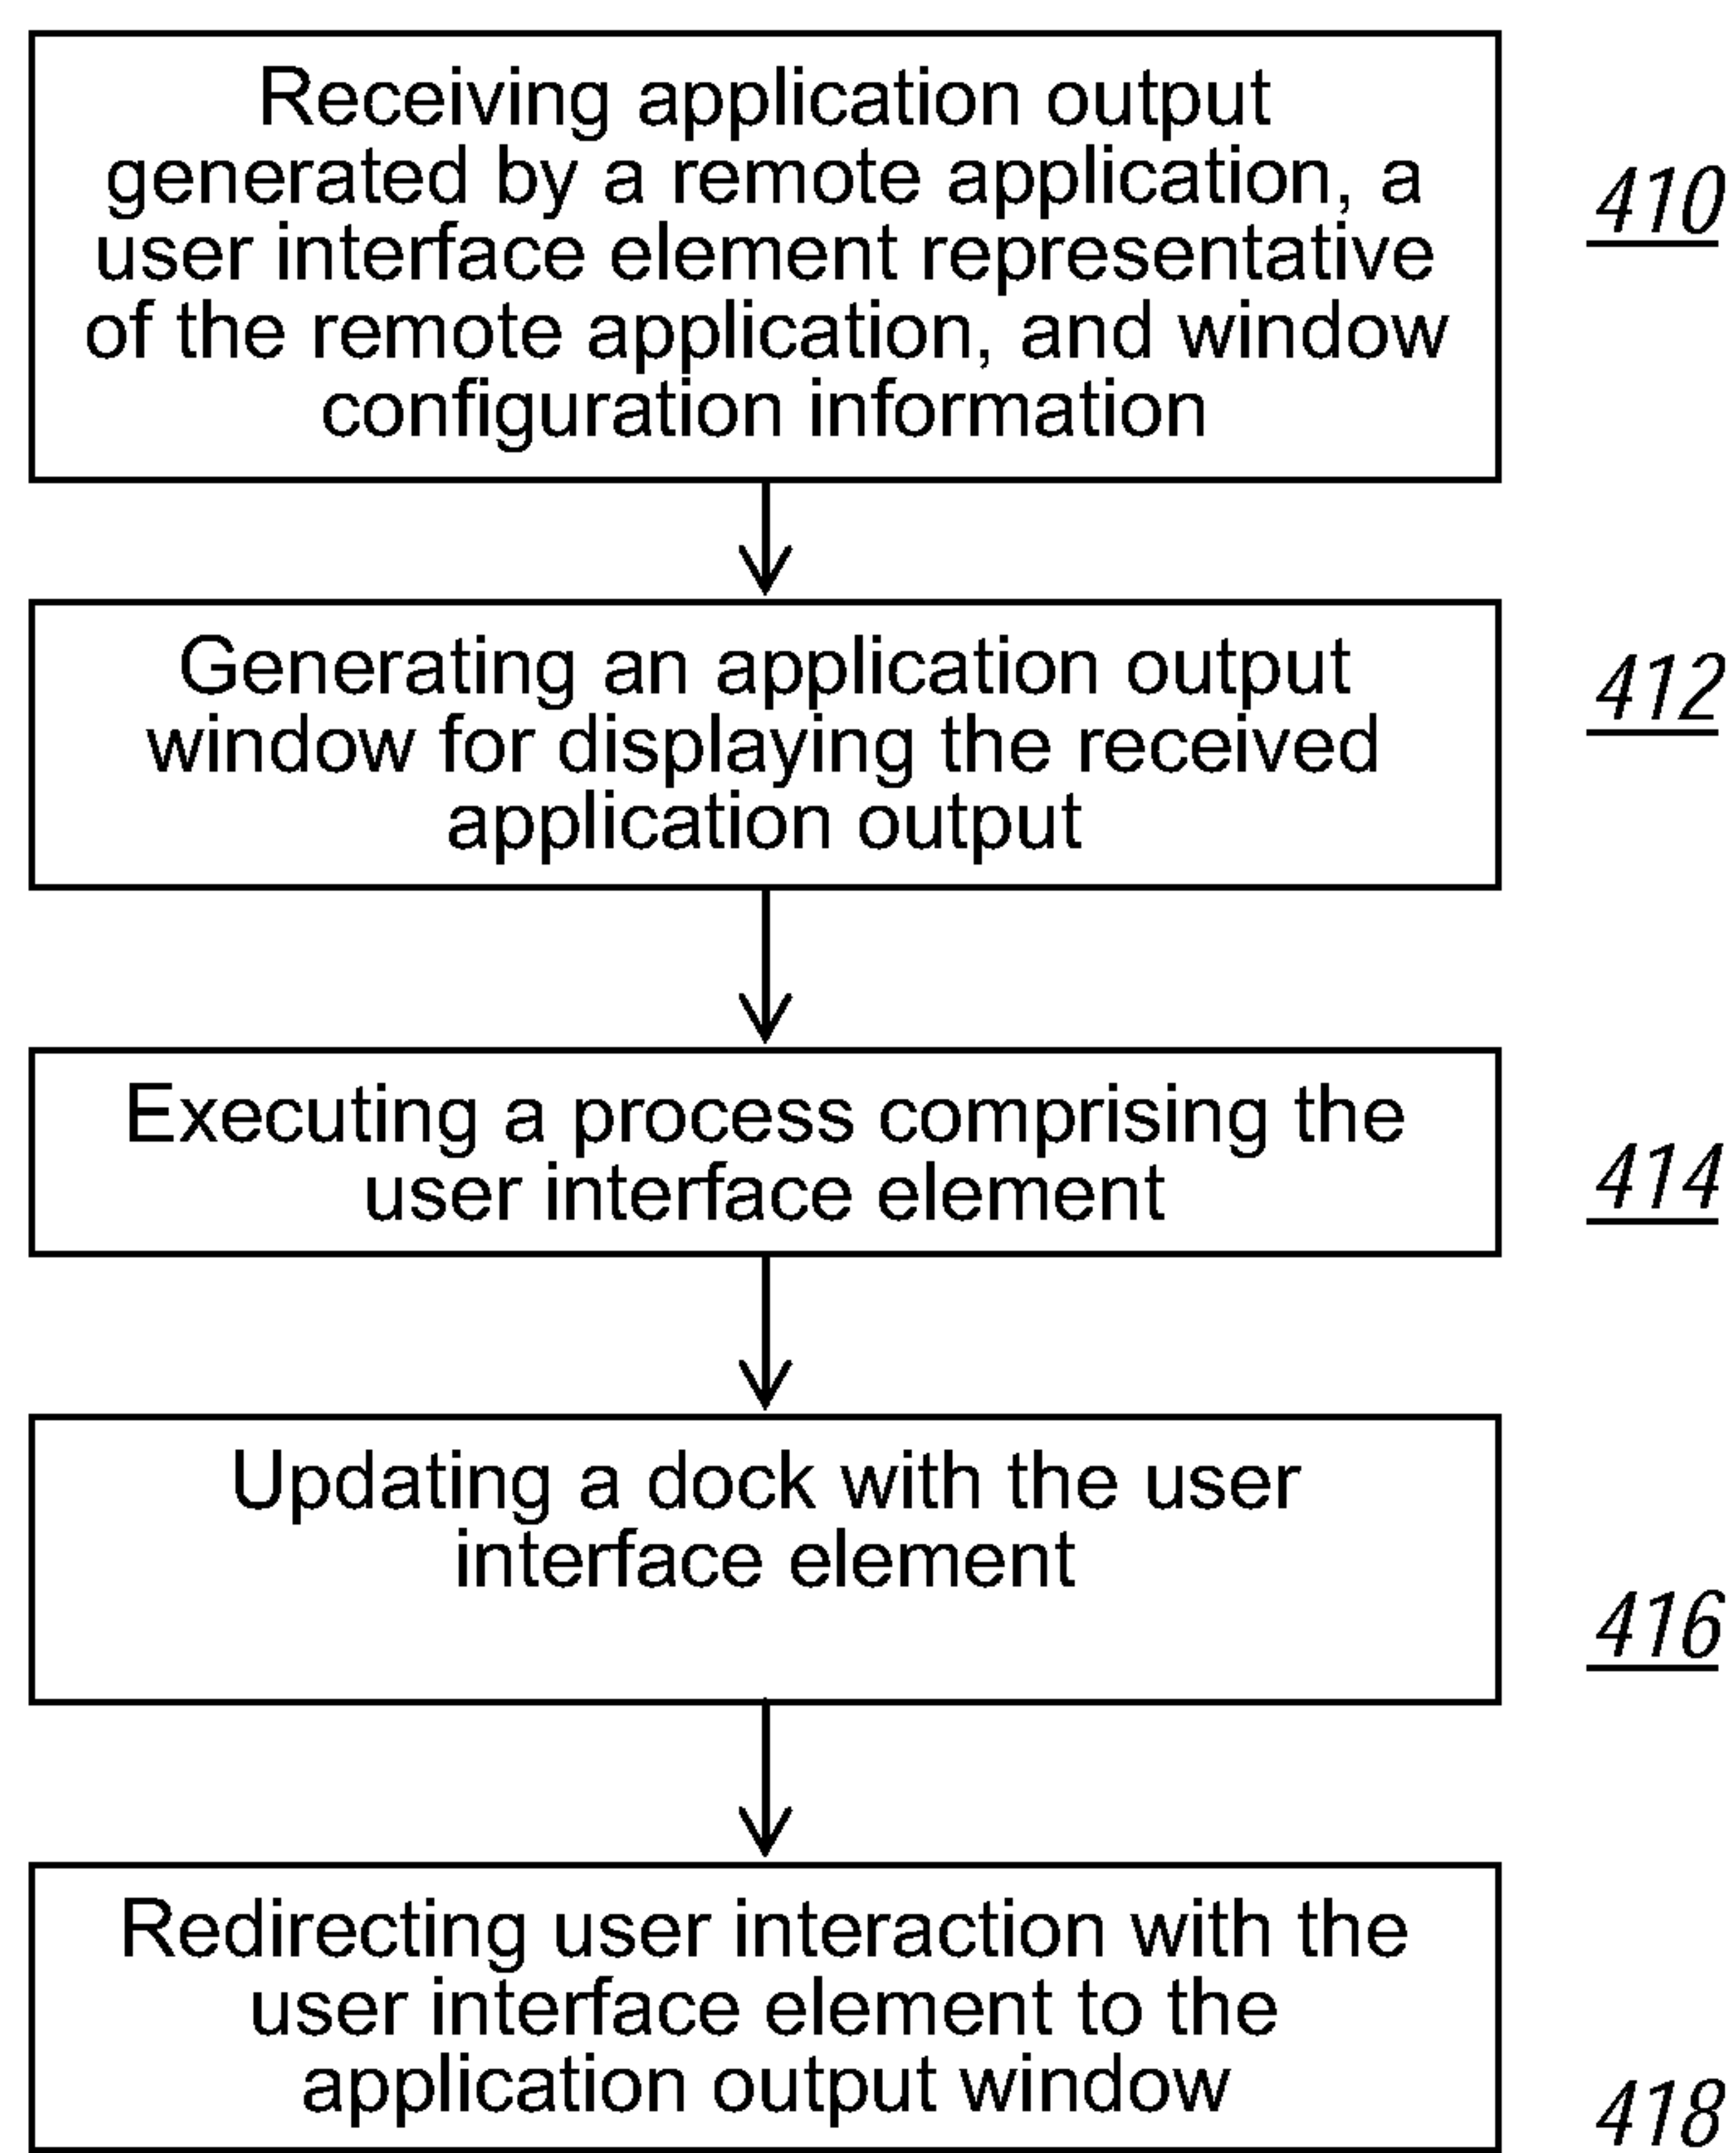 Receiving application output
generated by a remote application, a
user interface element representative
of the remote application, and window
configuration information
410
Generating an application output
window for displaying the received
application output
412
Executing a process comprising the
user interface element
414
Updating a dock with the user
interface element
416
Redirecting user interaction with the
user interface element to the
application output window
418